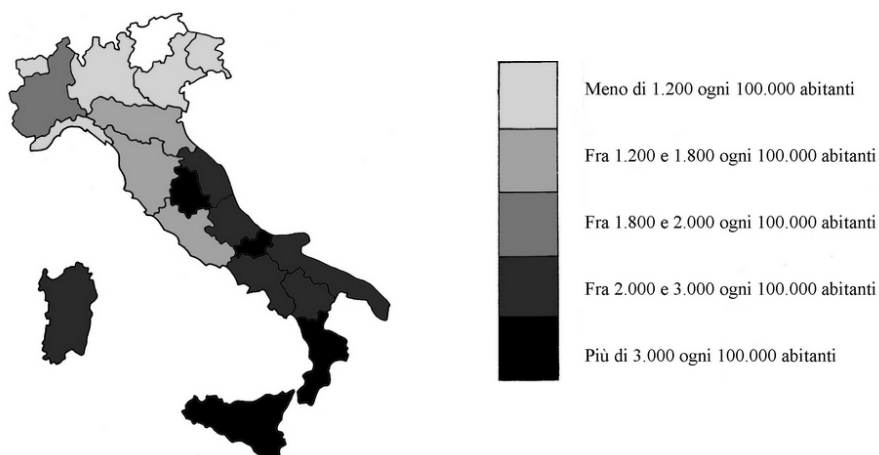 Meno di 1.200 ogni 100.000 abitanti
Fra 1.200 e 1.800 ogni 100.000 abitanti
Fra 1.800 e 2.000 ogni 100.000 abitanti
Fra 2.000 e 3.000 ogni 100.000 abitanti
Più di 3.000 ogni 100.000 abitanti